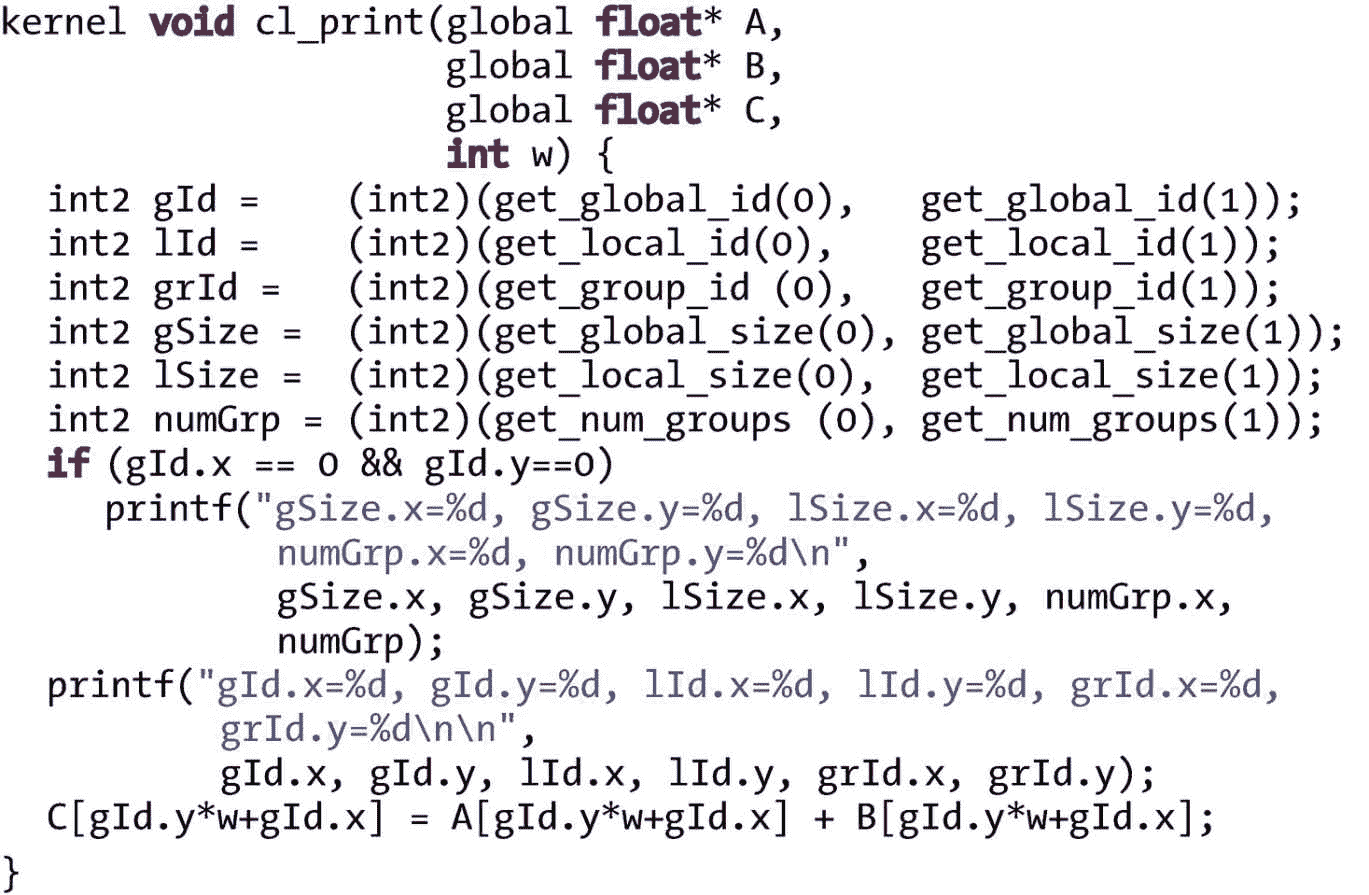 kernel void cl_print(global float* A,
                     global float* B,
                     global float* C,
                     int w) {
  int2 gId =    (int2)(get_global_id(0),   get_global_id(1));
  int2 lId =    (int2)(get_local_id(0),    get_local_id(1));
  int2 grId =   (int2)(get_group_id (0),   get_group_id(1));
  int2 gSize =  (int2)(get_global_size(0), get_global_size(1));
  int2 lSize =  (int2)(get_local_size(0),  get_local_size(1));
  int2 numGrp = (int2)(get_num_groups (0), get_num_groups(1));
  if (gId.x == 0 && gId.y==0)
     printf("gSize.x=%d, gSize.y=%d, lSize.x=%d, lSize.y=%d,
             numGrp.x=%d, numGrp.y=%d\n",
             gSize.x, gSize.y, lSize.x, lSize.y, numGrp.x,
             numGrp);
  printf("gId.x=%d, gId.y=%d, lId.x=%d, lId.y=%d, grId.x=%d,
          grId.y=%d\n\n",
          gId.x, gId.y, lId.x, lId.y, grId.x, grId.y);
  C[gId.y*w+gId.x] = A[gId.y*w+gId.x] + B[gId.y*w+gId.x];
}